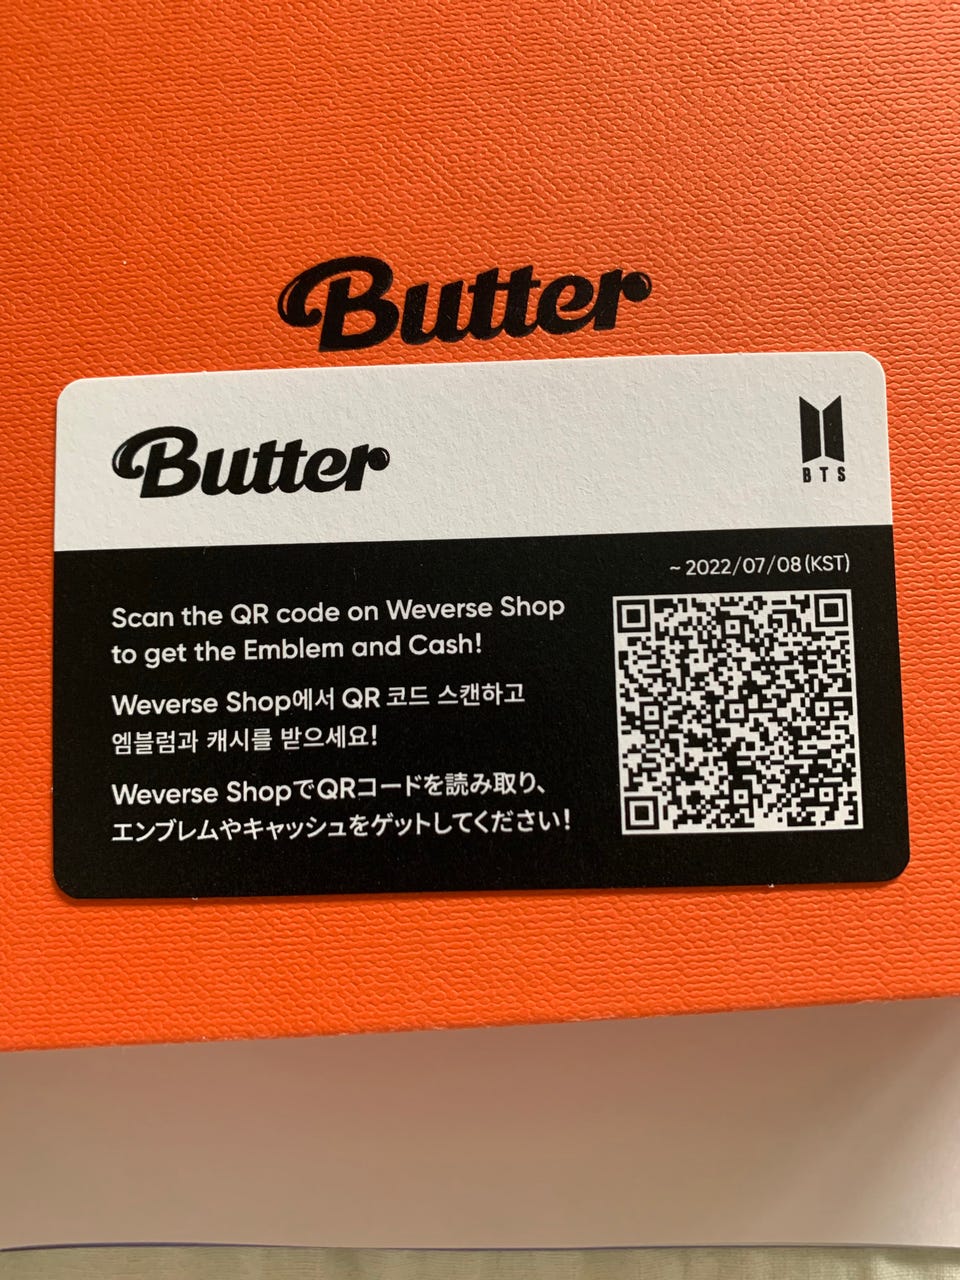 Butter
Butter
BTS
~ 2022/07/08 (KST)
Scan the QR code on Weverse Shop
to get the Emblem and Cash!
Weverse Shop에서 QR 코드 스캔하고
엠블럼과 캐시를 받으세요!
Weverse ShopでQRコードを読み取り、
エンブレムやキャッシュをゲットしてください!